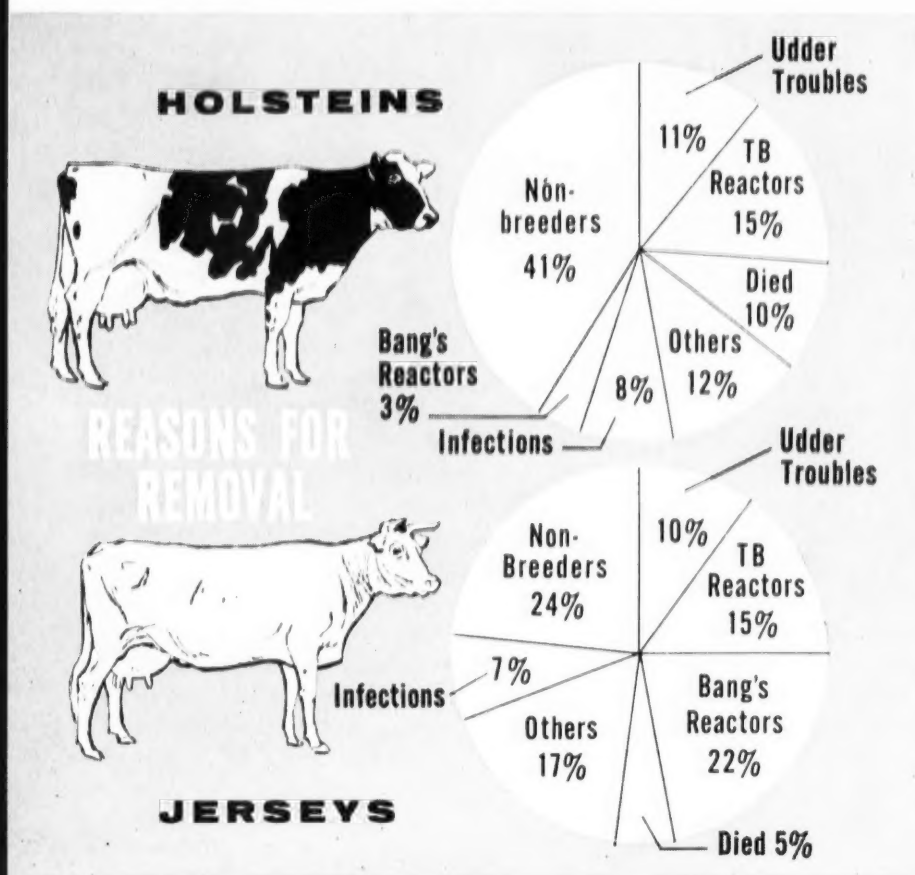 HOLSTEINS
Udder
Troubles
11%
TB
Reactors
15%
Non-
breeders
41%
Died
10%
Others
12%
Bang's
Reactors
3%
8%
Infections
REASONS FOR
REMOVAL
Udder
Troubles
10%
Non-
Breeders
24%
TB
Reactors
15%
7%
Infections
Bang's
Reactors
22%
Others
17%
JERSEYS
Died 5%